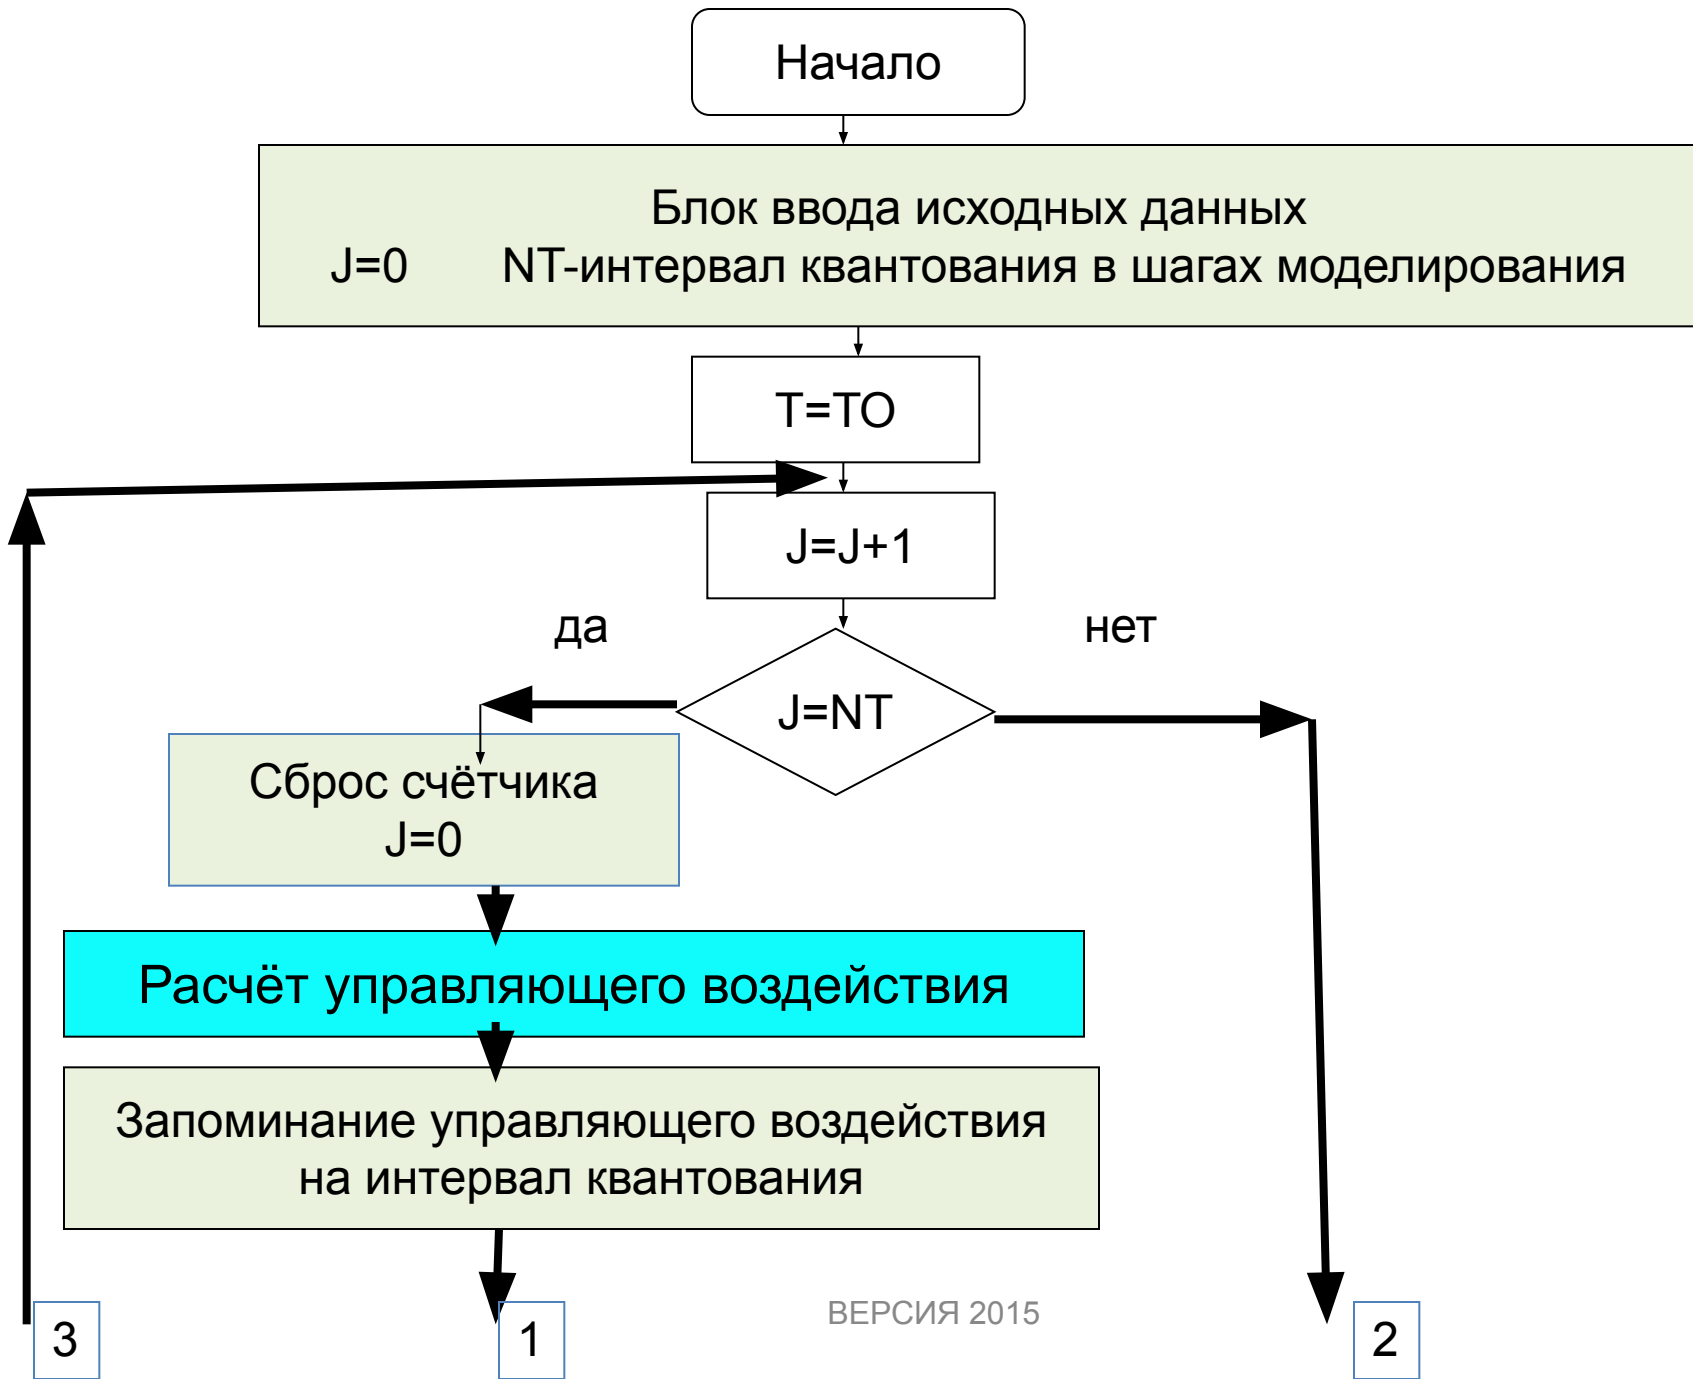 Начало
Блок ввода исходных данных
J=0 NT-интервал квантования в шагах моделирования
T=TO
J=J+1
да
нет
J=NT
Сброс счётчика
J=0
Расчёт управляющего воздействия
Запоминание управляющего воздействия
на интервал квантования
ВЕРСИЯ 2015
3
1
2